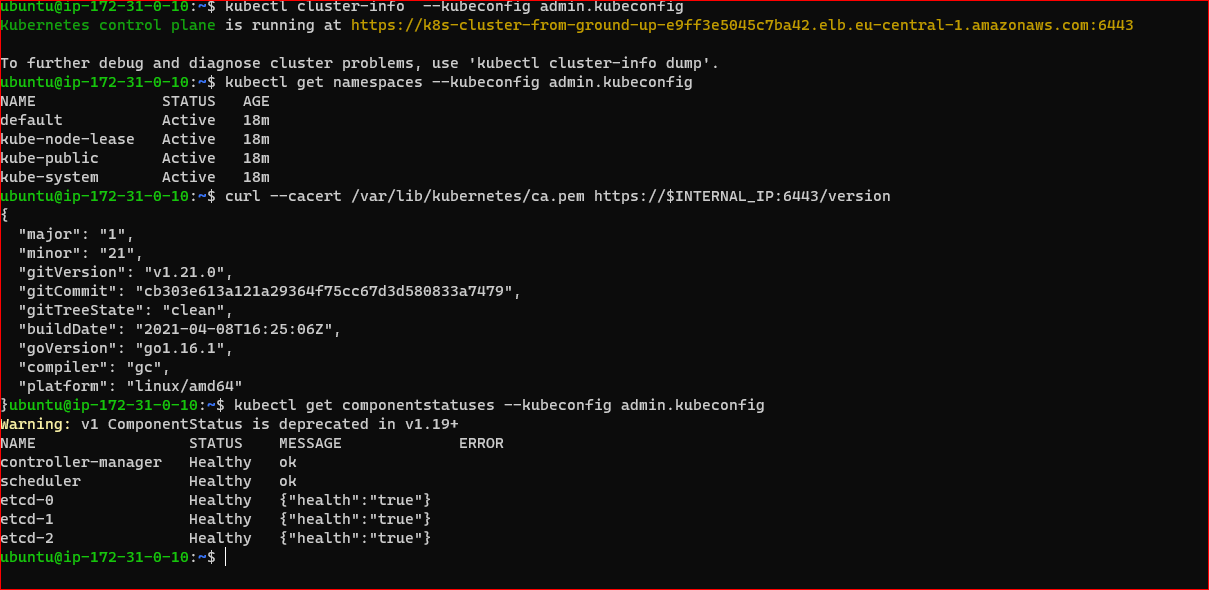 ubuntu@ip-172-31-0-10:~$ kubectl cluster-info  --kubeconfig admin.kubeconfig
Kubernetes control plane is running at https://k8s-cluster-from-ground-up-e9ff3e5045c7ba42.elb.eu-central-1.amazonaws.com:6443
To further debug and diagnose cluster problems, use 'kubectl cluster-info dump'.
ubuntu@ip-172-31-0-10:~$ kubectl get namespaces --kubeconfig admin.kubeconfig
NAME              STATUS   AGE
default           Active   18m
kube-node-lease   Active   18m
kube-public       Active   18m
kube-system       Active   18m
ubuntu@ip-172-31-0-10:~$ curl --cacert /var/lib/kubernetes/ca.pem https://$INTERNAL_IP:6443/version
{
  "major": "1",
  "minor": "21",
  "gitVersion": "v1.21.0",
  "gitCommit": "cb303e613a121a29364f75cc67d3d580833a7479",
  "gitTreeState": "clean",
  "buildDate": "2021-04-08T16:25:06Z",
  "goVersion": "go1.16.1",
  "compiler": "gc",
  "platform": "linux/amd64"
}ubuntu@ip-172-31-0-10:~$ kubectl get componentstatuses --kubeconfig admin.kubeconfig
Warning: v1 ComponentStatus is deprecated in v1.19+
NAME                 STATUS    MESSAGE             ERROR
controller-manager   Healthy   ok
scheduler            Healthy   ok
etcd-0               Healthy   {"health":"true"}
etcd-1               Healthy   {"health":"true"}
etcd-2               Healthy   {"health":"true"}
ubuntu@ip-172-31-0-10:~$